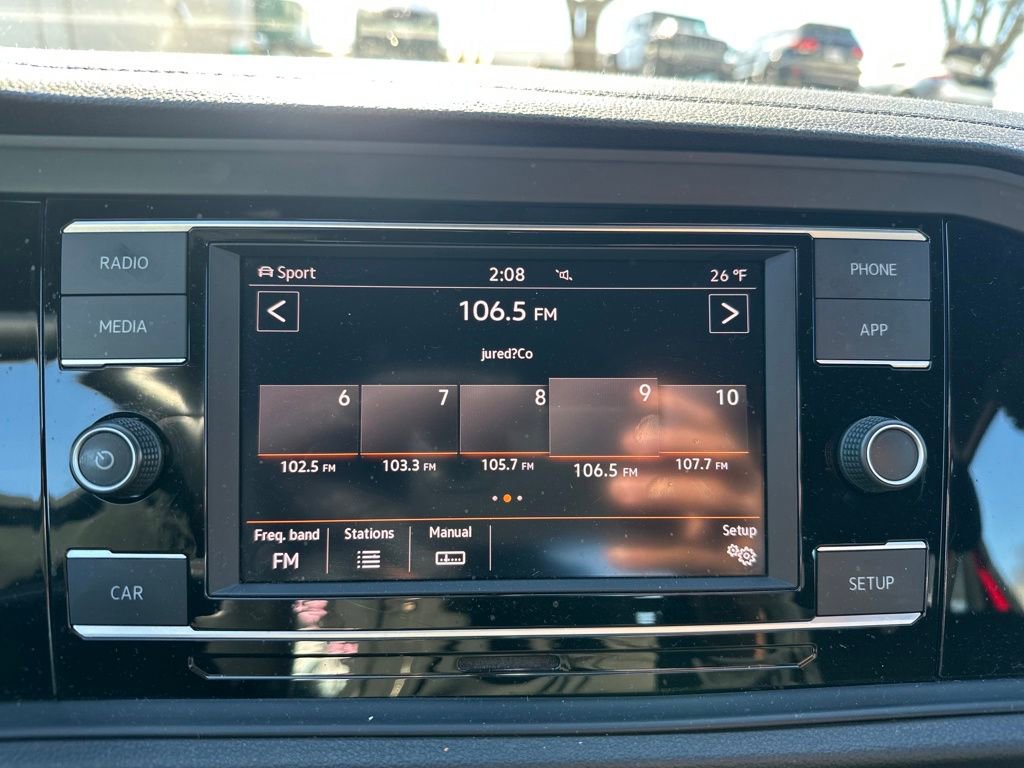 RADIO
MEDIA
CAR
PHONE
APP
SETUP
Sport 2:08 26 °F
< 106.5 FM >
jured?Co
6 7 8 9 10
102.5 FM 103.3 FM 105.7 FM 106.5 FM 107.7 FM
Freq. band Stations Manual Setup
FM